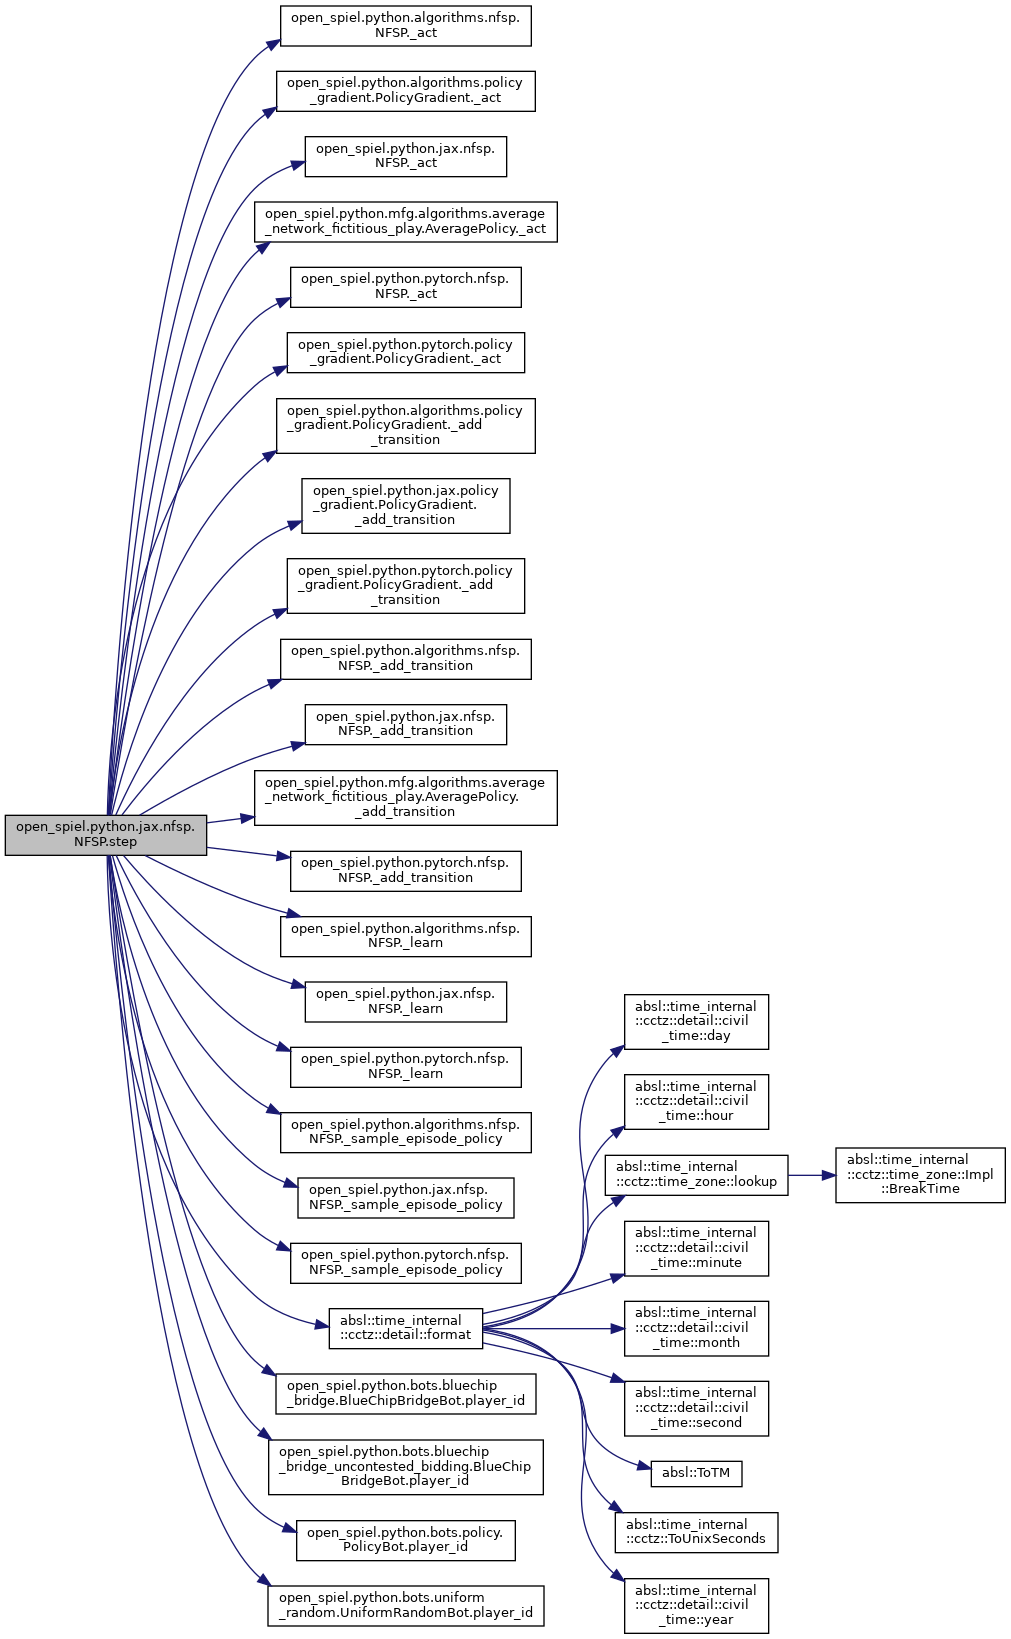 open_spiel.python.algorithms.nfsp.
NFSP._act
open_spiel.python.algorithms.policy
_gradient.PolicyGradient._act
open_spiel.python.jax.nfsp.
NFSP._act
open_spiel.python.mfg.algorithms.average
_network_fictitious_play.AveragePolicy._act
open_spiel.python.pytorch.nfsp.
NFSP._act
open_spiel.python.pytorch.policy
_gradient.PolicyGradient._act
open_spiel.python.algorithms.policy
_gradient.PolicyGradient._add
_transition
open_spiel.python.jax.policy
_gradient.PolicyGradient.
_add_transition
open_spiel.python.pytorch.policy
_gradient.PolicyGradient._add
_transition
open_spiel.python.algorithms.nfsp.
NFSP._add_transition
open_spiel.python.jax.nfsp.
NFSP._add_transition
open_spiel.python.mfg.algorithms.average
_network_fictitious_play.AveragePolicy.
_add_transition
open_spiel.python.jax.nfsp.
NFSP.step
open_spiel.python.pytorch.nfsp.
NFSP._add_transition
open_spiel.python.algorithms.nfsp.
NFSP._learn
open_spiel.python.jax.nfsp.
NFSP._learn
open_spiel.python.pytorch.nfsp.
NFSP._learn
open_spiel.python.algorithms.nfsp.
NFSP._sample_episode_policy
open_spiel.python.jax.nfsp.
NFSP._sample_episode_policy
open_spiel.python.pytorch.nfsp.
NFSP._sample_episode_policy
absl::time_internal
::cctz::detail::format
open_spiel.python.bots.bluechip
_bridge.BlueChipBridgeBot.player_id
open_spiel.python.bots.bluechip
_bridge_uncontested_bidding.BlueChip
BridgeBot.player_id
open_spiel.python.bots.policy.
PolicyBot.player_id
open_spiel.python.bots.uniform
_random.UniformRandomBot.player_id
absl::time_internal
::cctz::detail::civil
_time::day
absl::time_internal
::cctz::detail::civil
_time::hour
absl::time_internal
::cctz::time_zone::lookup
absl::time_internal
::cctz::time_zone::Impl
::BreakTime
absl::time_internal
::cctz::detail::civil
_time::minute
absl::time_internal
::cctz::detail::civil
_time::month
absl::time_internal
::cctz::detail::civil
_time::second
absl::ToTM
absl::time_internal
::cctz::ToUnixSeconds
absl::time_internal
::cctz::detail::civil
_time::year